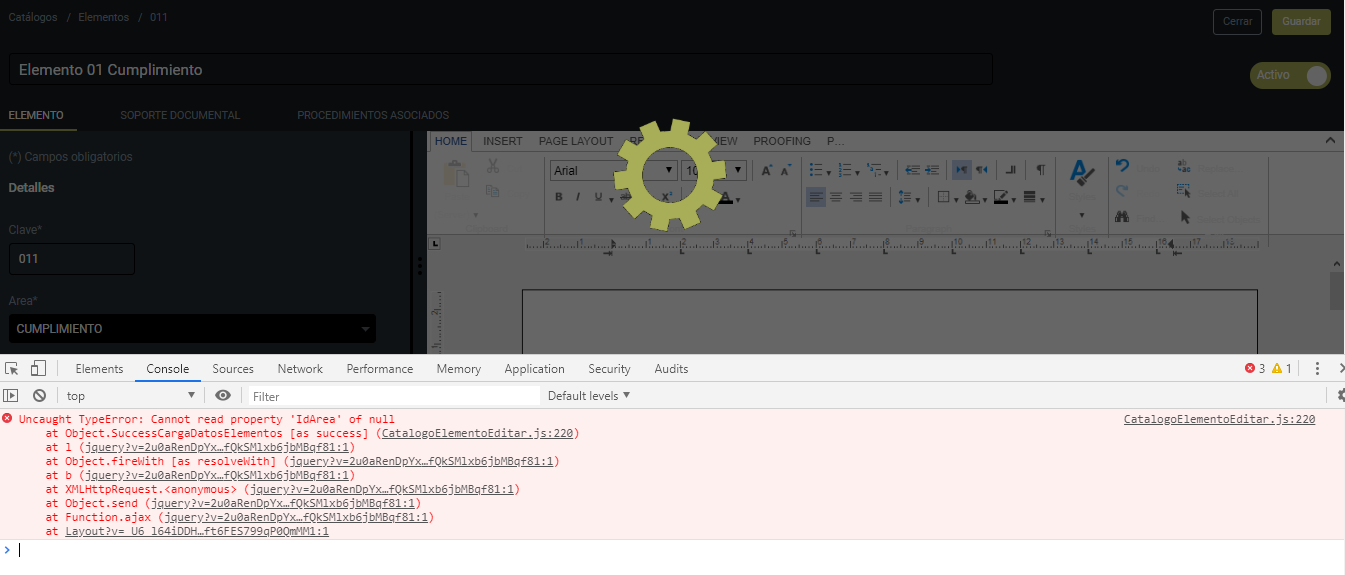 Catálogos / Elementos / 011
Cerrar
Guardar
Elemento 01 Cumplimiento
Activo
ELEMENTO
SOPORTE DOCUMENTAL
PROCEDIMIENTOS ASOCIADOS
(*) Campos obligatorios
Detalles
Clave*
011
Area*
CUMPLIMIENTO
HOME INSERT PAGE LAYOUT PROOFING P...
Arial
B I U
Elements Console Sources Network Performance Memory Application Security Audits
3 1
top
Filter
Default levels ▼
Uncaught TypeError: Cannot read property 'IdArea' of null
CatalogoElementoEditar.js:220
at Object.SuccessCargaDatosElementos [as success] (CatalogoElementoEditar.js:220)
at l (jquery?v=2u0aRenDpYx…fQkSMlxb6jbMBqf81:1)
at Object.fireWith [as resolveWith] (jquery?v=2u0aRenDpYx…fQkSMlxb6jbMBqf81:1)
at b (jquery?v=2u0aRenDpYx…fQkSMlxb6jbMBqf81:1)
at XMLHttpRequest.<anonymous> (jquery?v=2u0aRenDpYx…fQkSMlxb6jbMBqf81:1)
at Object.send (jquery?v=2u0aRenDpYx…fQkSMlxb6jbMBqf81:1)
at Function.ajax (jquery?v=2u0aRenDpYx…fQkSMlxb6jbMBqf81:1)
at Layout?v=_U6_l64iDDH…ft6FES799qP0QmMM1:1